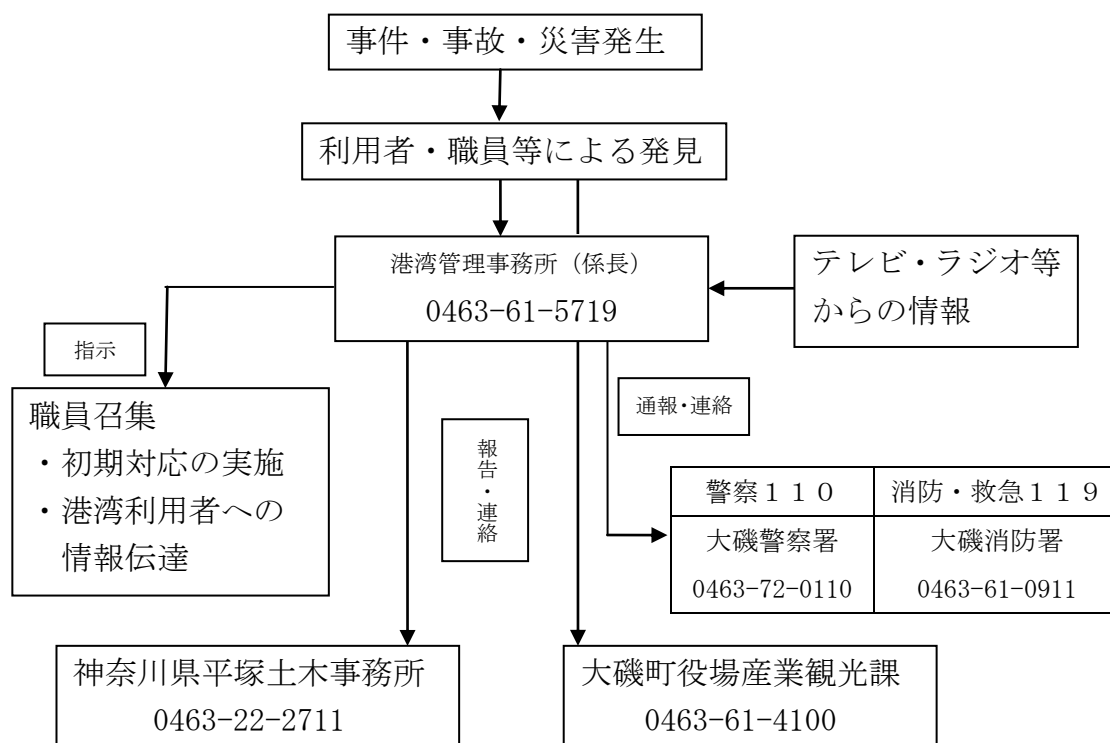 事件・事故・災害発生
利用者・職員等による発見
港湾管理事務所（係長）
0463-61-5719
テレビ・ラジオ等
からの情報
指示
職員召集
・初期対応の実施
・港湾利用者への
情報伝達
報告・連絡
通報・連絡
警察１１０
消防・救急１１９
大磯警察署
大磯消防署
0463-72-0110
0463-61-0911
神奈川県平塚土木事務所
0463-22-2711
大磯町役場産業観光課
0463-61-4100